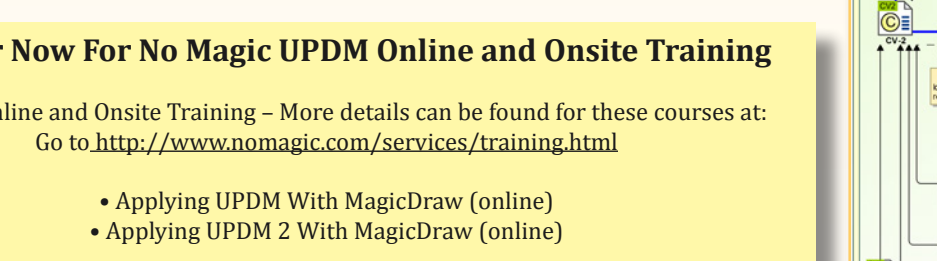 Now For No Magic UPDM Online and Onsite Training
and Onsite Training – More details can be found for these courses at:
Go to http://www.nomagic.com/services/training.html
• Applying UPDM With MagicDraw (online)
• Applying UPDM 2 With MagicDraw (online)
CV2
CV-2